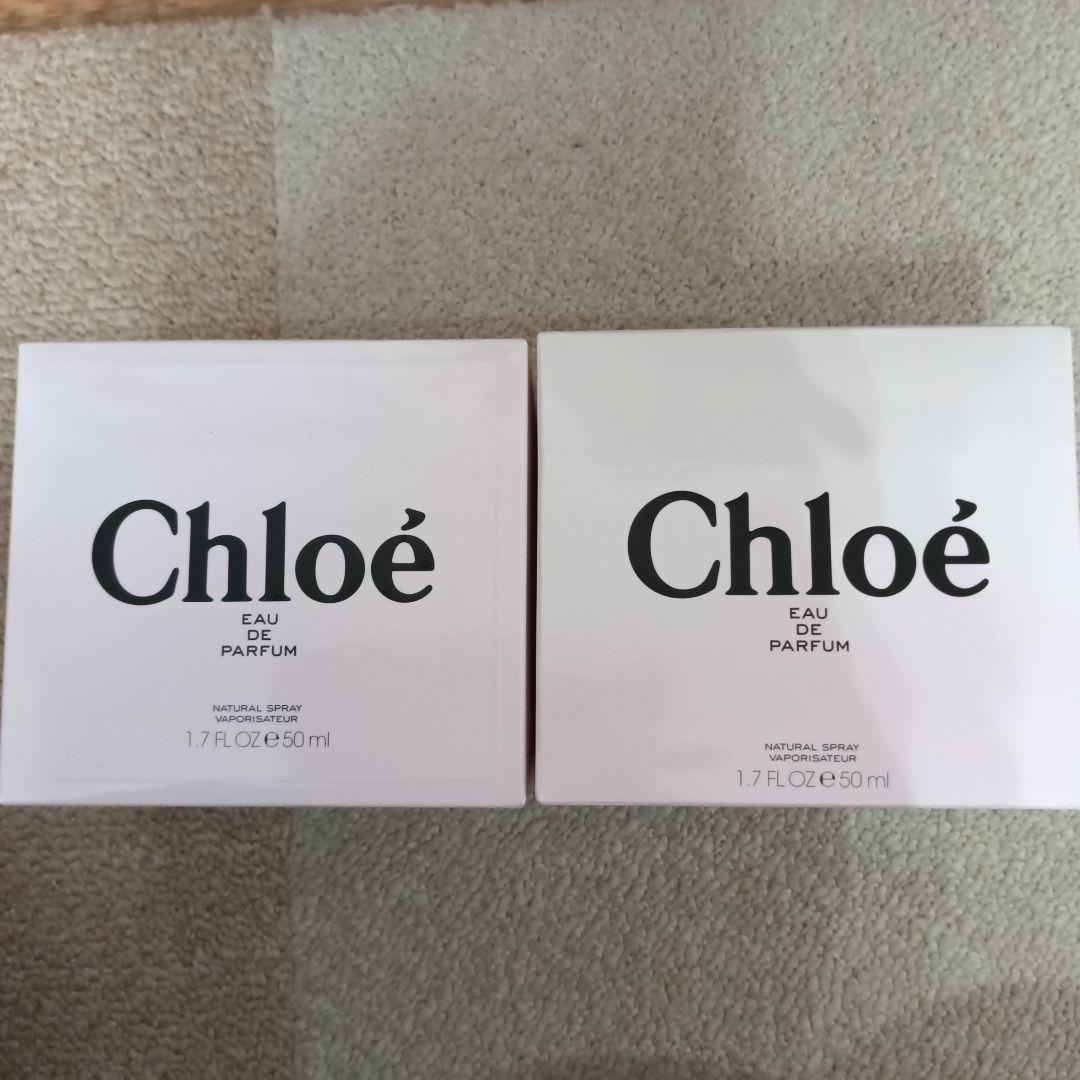 Chloé
EAU
DE
PARFUM
NATURAL SPRAY
VAPORISATEUR
1.7 FL OZ ℮ 50 ml
Chloé
EAU
DE
PARFUM
NATURAL SPRAY
VAPORISATEUR
1.7 FL OZ ℮ 50 ml